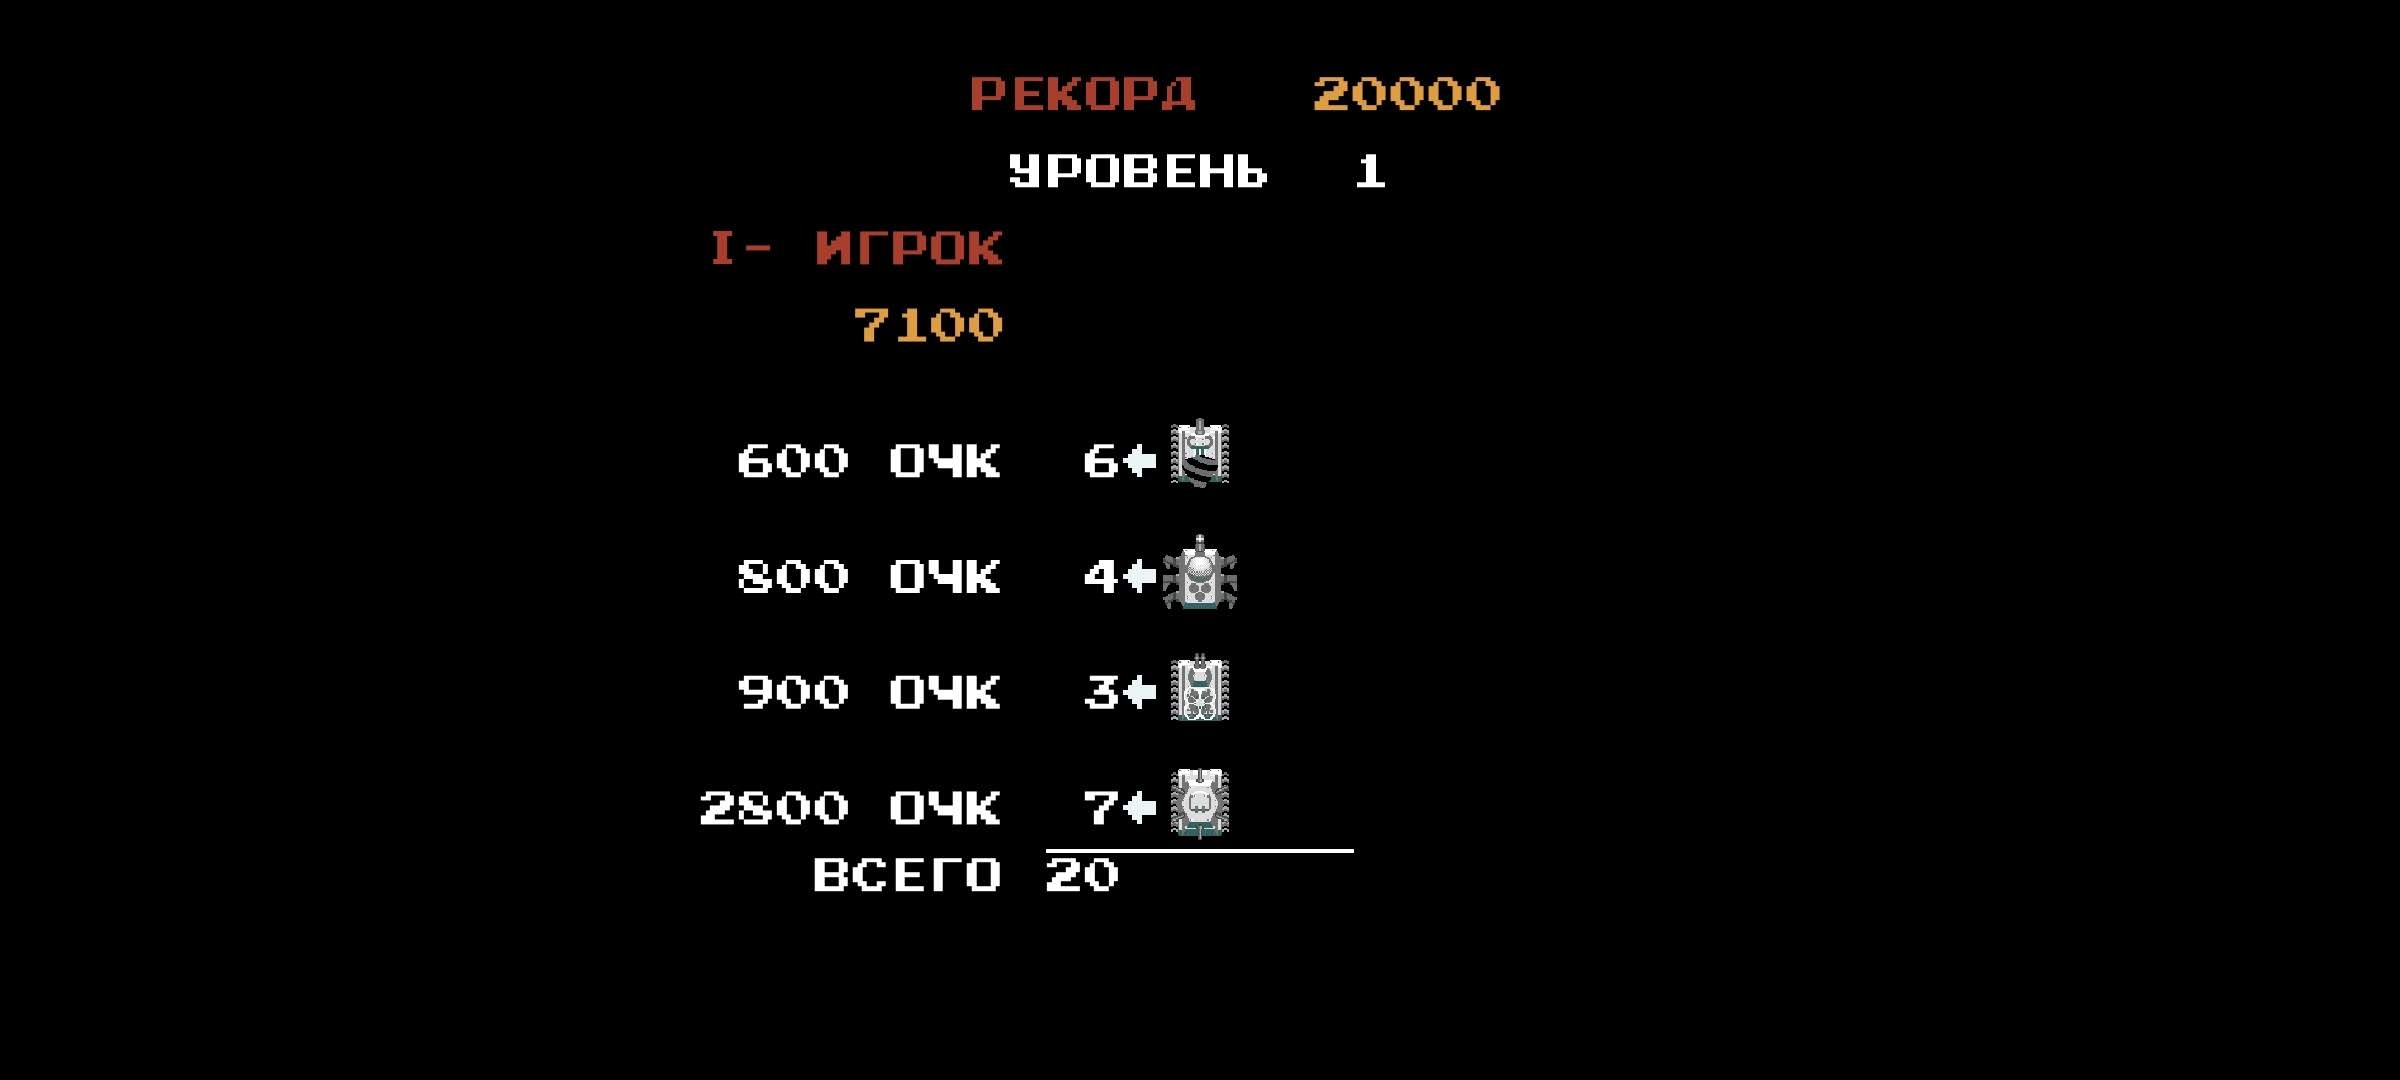 РЕКОРД 20000
УРОВЕНЬ 1
I- ИГРОК
7100
600 ОЧК 6
800 ОЧК 4
900 ОЧК 3
2800 ОЧК 7
ВСЕГО 20